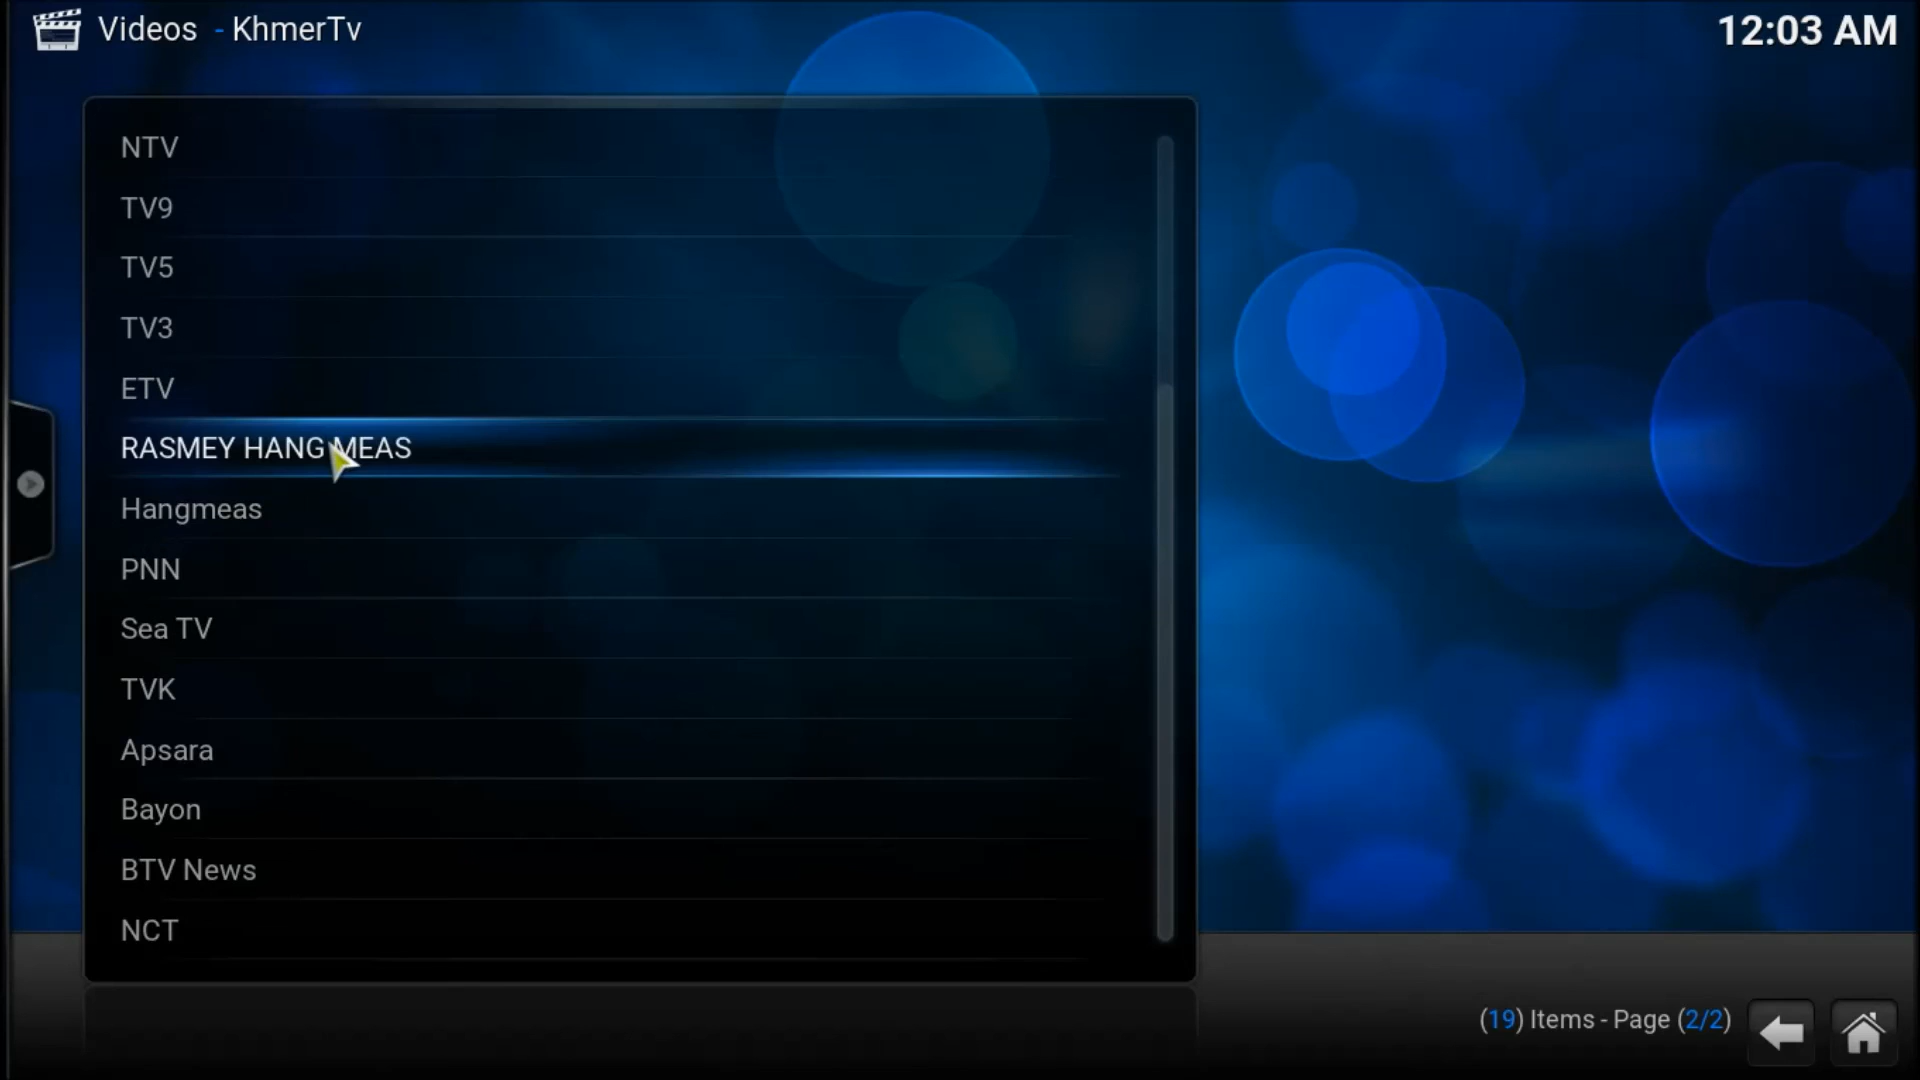 Videos - KhmerTv
12:03 AM
NTV
TV9
TV5
TV3
ETV
RASMEY HANG MEAS
Hangmeas
PNN
Sea TV
TVK
Apsara
Bayon
BTV News
NCT
(19) Items - Page (2/2)